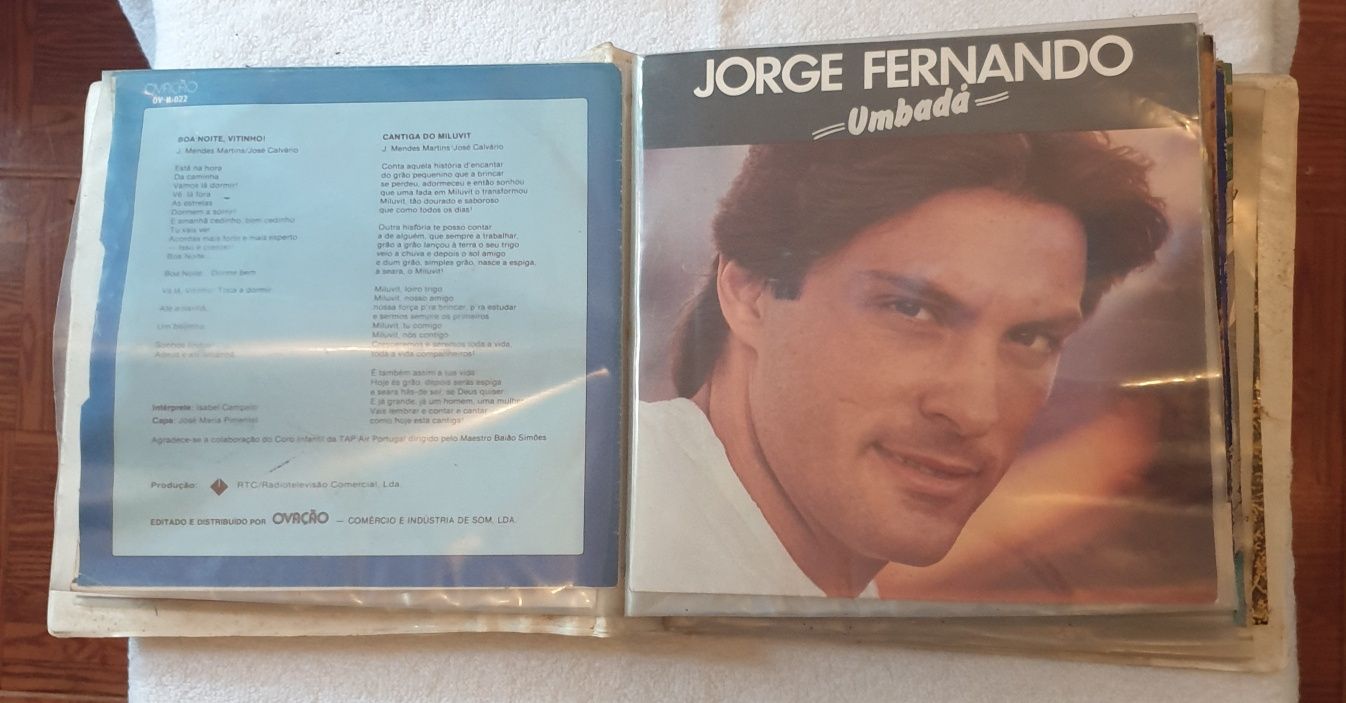 OVAÇÃO
OV-N-022
BOA NOITE, VITINHO!
J. Mendes Martins/José Calvário
Está na hora
Da caminha
Vamos lá dormir!
Vê, lá fora
As estrelas
Dormem a sorrir!
E amanhã cedinho, bem cedinho
Tu vais ver
Acordas mais forte e mais esperto
Boa Noite...
Boa Noite... Dorme bem
Vá lá, Vitinho. Toca a dormir.
Até amanhã.
Um beijinho.
Sonhos lindos
Adeus e até amanhã.
Intérprete: Isabel Campelo
Capa: José Maria Pimentel
CANTIGA DO MILUVIT
J. Mendes Martins José Calvário
Conta aquela história d'encantar
do grão pequenino que a brincar
se perdeu, adormeceu e então sonhou
que uma fada em Miluvit o transformou
Miluvit, tão dourado e saboroso
que como todos os dias!
Outra história te posso contar
a de alguém, que sempre a trabalhar,
grão a grão lançou à terra o seu trigo
veio a chuva e depois o sol amigo
e dum grão, simples grão, nasce a espiga,
a seara, o Miluvit!
Miluvit, loiro trigo
Miluvit, nosso amigo
nossa força p'ra brincar, p'ra estudar
e sermos sempre os primeiros
Miluvit, tu comigo
Miluvit, nós contigo
Cresceremos e seremos toda a vida,
toda a vida companheiros!
É também assim a tua vida
Hoje és grão, depois serás espiga
e seara hás-de ser, se Deus quiser
E já grande, já um homem, uma mulher
Vais lembrar e contar e cantar
como hoje esta cantiga!
Agradece-se a colaboração do Coro Infantil da TAP Air Portugal dirigido pelo Maestro Baião Simões
Produção: RTC/Radiotelevisão Comercial, Lda.
EDITADO E DISTRIBUÍDO POR OVAÇÃO — COMÉRCIO E INDÚSTRIA DE SOM, LDA.
JORGE FERNANDO
Umbadá